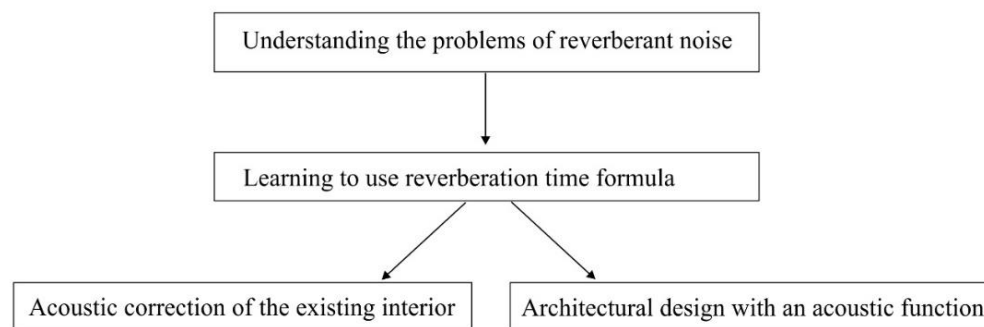 Understanding the problems of reverberant noise
Learning to use reverberation time formula
Acoustic correction of the existing interior
Architectural design with an acoustic function